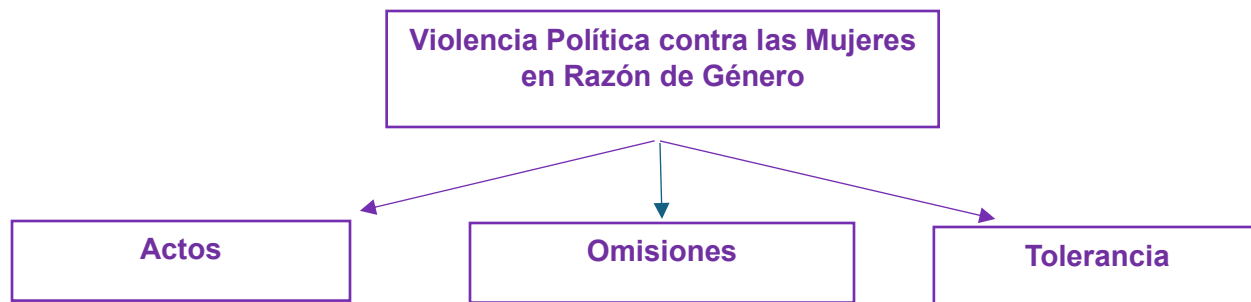 Violencia Política contra las Mujeres
en Razón de Género
Actos
Omisiones
Tolerancia